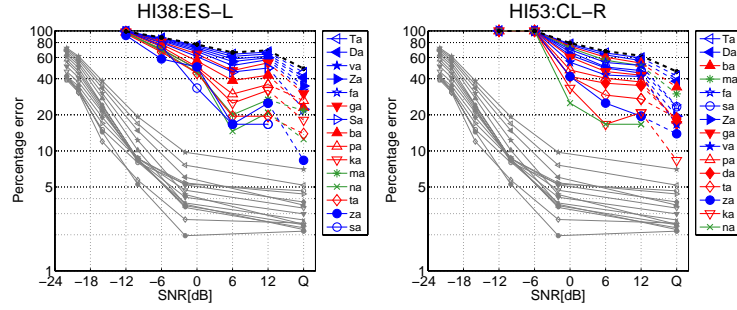 HI38:ES−L
100
80
60
40
20
10
5
1
Percentage error
−24 −18 −12 −6 0 6 12 Q
SNR[dB]
Ta
Da
va
Za
fa
ga
Sa
ba
pa
ka
ma
na
ta
za
sa
HI53:CL−R
100
80
60
40
20
10
5
1
Percentage error
−24 −18 −12 −6 0 6 12 Q
SNR[dB]
Ta
Da
ba
ma
fa
sa
Za
ga
va
pa
da
ta
za
ka
na